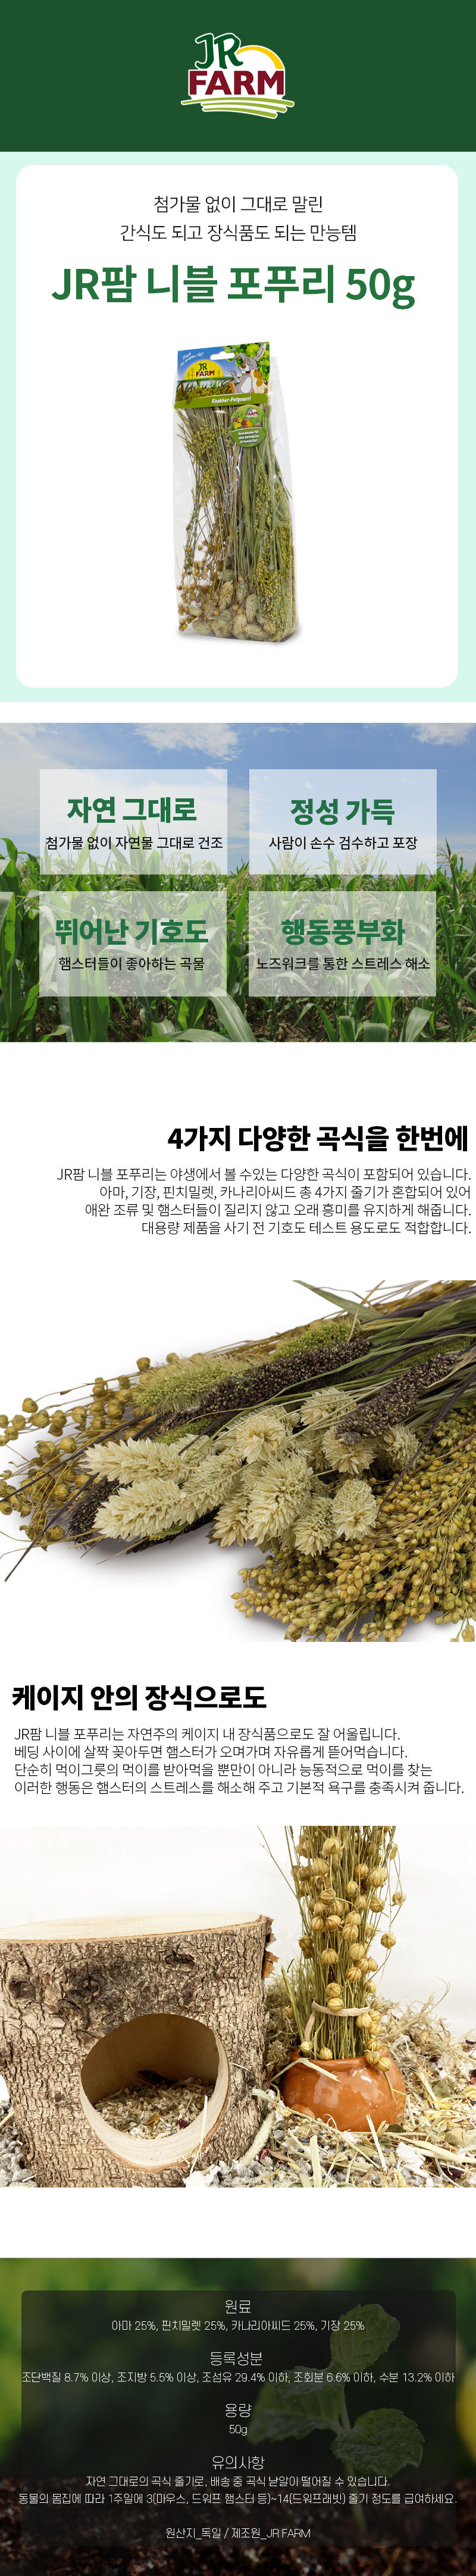 JR
FARM
첨가물 없이 그대로 말린
간식도 되고 장식품도 되는 만능템
JR팜 니블 포푸리 50g
JR
FARM
Knabber-Potpourri
자연 그대로
첨가물 없이 자연물 그대로 건조
정성 가득
사람이 손수 검수하고 포장
뛰어난 기호도
햄스터들이 좋아하는 곡물
행동풍부화
노즈워크를 통한 스트레스 해소
4가지 다양한 곡식을 한번에
JR팜 니블 포푸리는 야생에서 볼 수있는 다양한 곡식이 포함되어 있습니다.
아마, 기장, 핀치밀렛, 카나리아씨드 총 4가지 줄기가 혼합되어 있어
애완 조류 및 햄스터들이 질리지 않고 오래 흥미를 유지하게 해줍니다.
대용량 제품을 사기 전 기호도 테스트 용도로도 적합합니다.
케이지 안의 장식으로도
JR팜 니블 포푸리는 자연주의 케이지 내 장식품으로도 잘 어울립니다.
베딩 사이에 살짝 꽂아두면 햄스터가 오며가며 자유롭게 뜯어먹습니다.
단순히 먹이그릇의 먹이를 받아먹을 뿐만이 아니라 능동적으로 먹이를 찾는
이러한 행동은 햄스터의 스트레스를 해소해 주고 기본적 욕구를 충족시켜 줍니다.
원료
아마 25%, 핀치밀렛 25%, 카나리아씨드 25%, 기장 25%
등록성분
조단백질 8.7% 이상, 조지방 5.5% 이상, 조섬유 29.4% 이하, 조회분 6.6% 이하, 수분 13.2% 이하
용량
50g
유의사항
자연 그대로의 곡식 줄기로, 배송 중 곡식 낱알이 떨어질 수 있습니다.
동물의 몸집에 따라 1주일에 3(마우스, 드워프 햄스터 등)~14(드워프래빗) 줄기 정도를 급여하세요.
원산지_독일 / 제조원_JR FARM